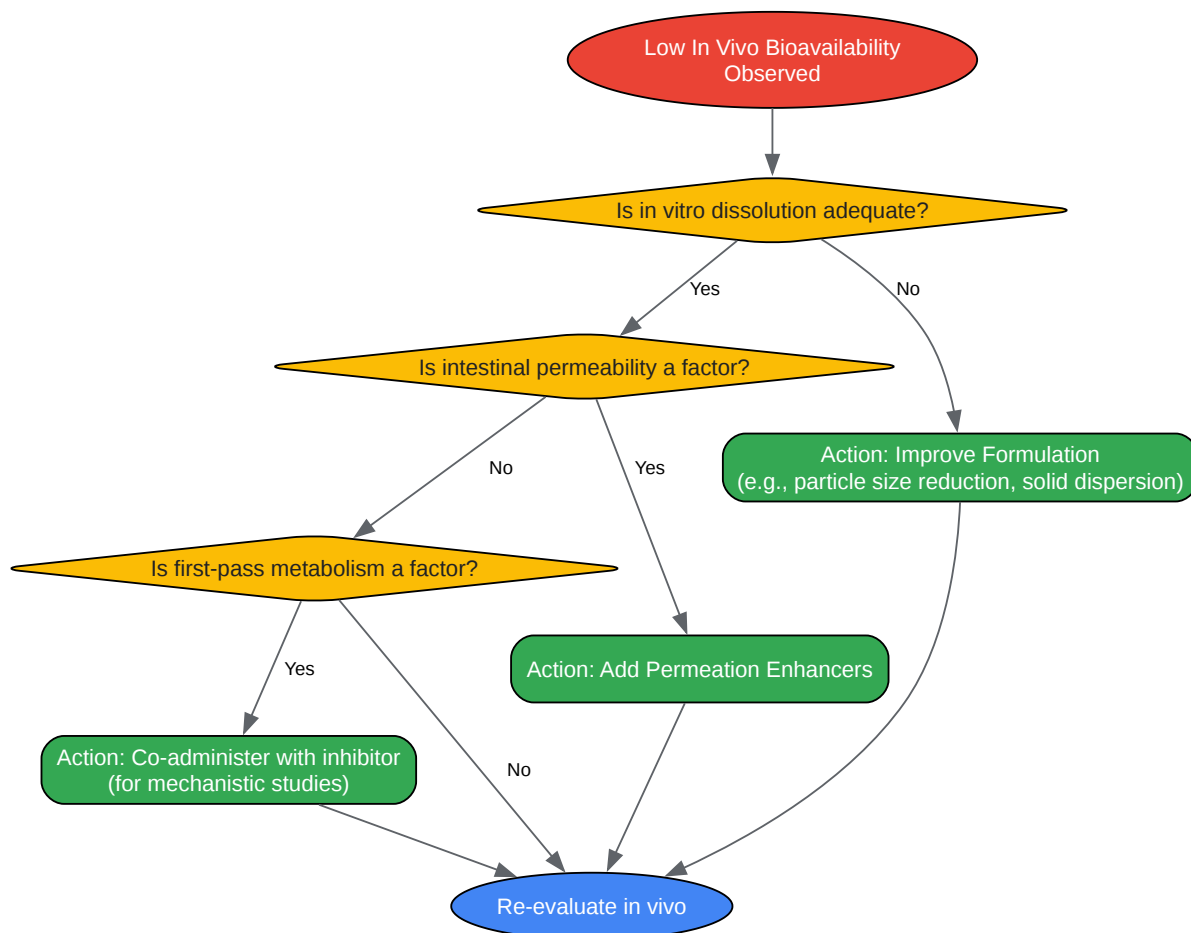 Low In Vivo Bioavailability
Observed
Is in vitro dissolution adequate?
Yes
No
Is intestinal permeability a factor?
No
Yes
Action: Improve Formulation
(e.g., particle size reduction, solid dispersion)
Is first-pass metabolism a factor?
Yes
Action: Add Permeation Enhancers
Action: Co-administer with inhibitor
(for mechanistic studies)
No
Re-evaluate in vivo